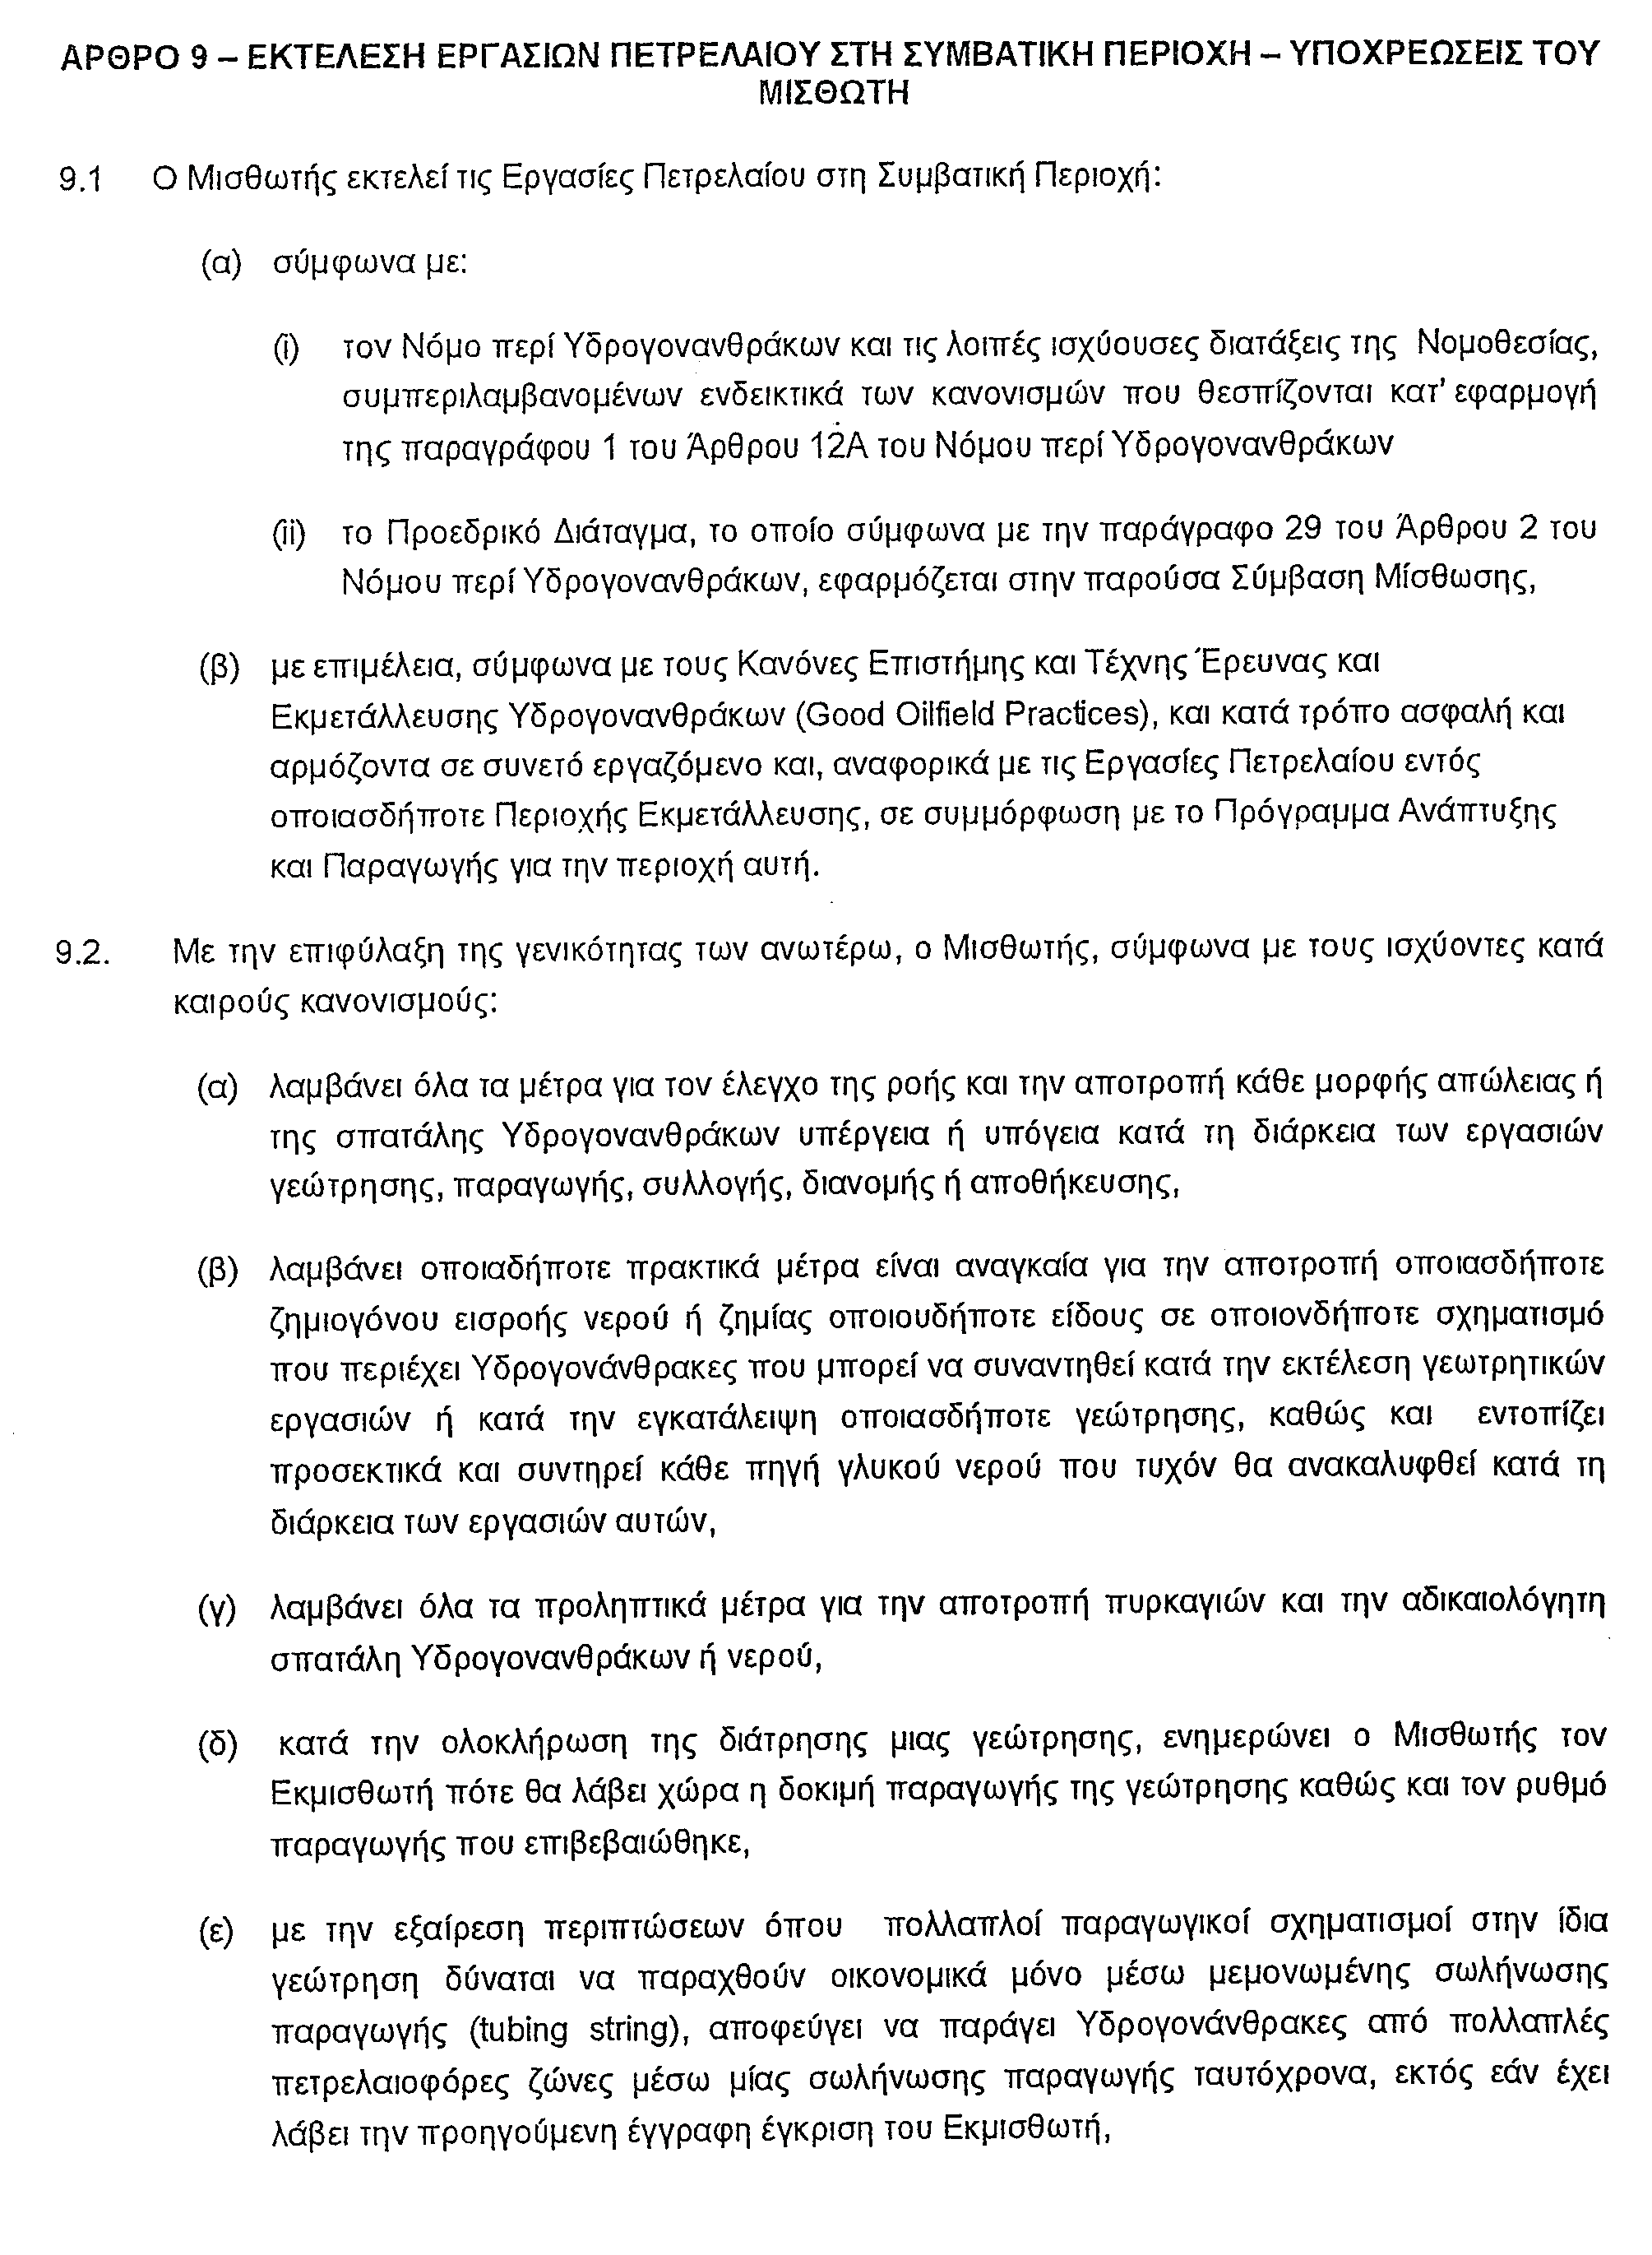 ΑΡΘΡΟ 9 – ΕΚΤΕΛΕΣΗ ΕΡΓΑΣΙΩΝ ΠΕΤΡΕΛΑΙΟΥ ΣΤΗ ΣΥΜΒΑΤΙΚΗ ΠΕΡΙΟΧΗ – ΥΠΟΧΡΕΩΣΕΙΣ ΤΟΥ
ΜΙΣΘΩΤΗ
9.1 Ο Μισθωτής εκτελεί τις Εργασίες Πετρελαίου στη Συμβατική Περιοχή:
(α) σύμφωνα με:
(i) τον Νόμο περί Υδρογονανθράκων και τις λοιπές ισχύουσες διατάξεις της Νομοθεσίας,
συμπεριλαμβανομένων ενδεικτικά των κανονισμών που θεσπίζονται κατ' εφαρμογή
της παραγράφου 1 του Άρθρου 12Α του Νόμου περί Υδρογονανθράκων
(ii) το Προεδρικό Διάταγμα, το οποίο σύμφωνα με την παράγραφο 29 του Άρθρου 2 του
Νόμου περί Υδρογονανθράκων, εφαρμόζεται στην παρούσα Σύμβαση Μίσθωσης,
(β) με επιμέλεια, σύμφωνα με τους Κανόνες Επιστήμης και Τέχνης Έρευνας και
Εκμετάλλευσης Υδρογονανθράκων (Good Oilfield Practices), και κατά τρόπο ασφαλή και
αρμόζοντα σε συνετό εργαζόμενο και, αναφορικά με τις Εργασίες Πετρελαίου εντός
οποιασδήποτε Περιοχής Εκμετάλλευσης, σε συμμόρφωση με το Πρόγραμμα Ανάπτυξης
και Παραγωγής για την περιοχή αυτή.
9.2. Με την επιφύλαξη της γενικότητας των ανωτέρω, ο Μισθωτής, σύμφωνα με τους ισχύοντες κατά
καιρούς κανονισμούς:
(α) λαμβάνει όλα τα μέτρα για τον έλεγχο της ροής και την αποτροπή κάθε μορφής απώλειας ή
της σπατάλης Υδρογονανθράκων υπέργεια ή υπόγεια κατά τη διάρκεια των εργασιών
γεώτρησης, παραγωγής, συλλογής, διανομής ή αποθήκευσης,
(β) λαμβάνει οποιαδήποτε πρακτικά μέτρα είναι αναγκαία για την αποτροπή οποιασδήποτε
ζημιογόνου εισροής νερού ή ζημίας οποιουδήποτε είδους σε οποιονδήποτε σχηματισμό
που περιέχει Υδρογονάνθρακες που μπορεί να συναντηθεί κατά την εκτέλεση γεωτρητικών
εργασιών ή κατά την εγκατάλειψη οποιασδήποτε γεώτρησης, καθώς και εντοπίζει
προσεκτικά και συντηρεί κάθε πηγή γλυκού νερού που τυχόν θα ανακαλυφθεί κατά τη
διάρκεια των εργασιών αυτών,
(γ) λαμβάνει όλα τα προληπτικά μέτρα για την αποτροπή πυρκαγιών και την αδικαιολόγητη
σπατάλη Υδρογονανθράκων ή νερού,
(δ) κατά την ολοκλήρωση της διάτρησης μιας γεώτρησης, ενημερώνει ο Μισθωτής τον
Εκμισθωτή πότε θα λάβει χώρα η δοκιμή παραγωγής της γεώτρησης καθώς και τον ρυθμό
παραγωγής που επιβεβαιώθηκε,
(ε) με την εξαίρεση περιπτώσεων όπου πολλαπλοί παραγωγικοί σχηματισμοί στην ίδια
γεώτρηση δύναται να παραχθούν οικονομικά μόνο μέσω μεμονωμένης σωλήνωσης
παραγωγής (tubing string), αποφεύγει να παράγει Υδρογονάνθρακες από πολλαπλές
πετρελαιοφόρες ζώνες μέσω μίας σωλήνωσης παραγωγής ταυτόχρονα, εκτός εάν έχει
λάβει την προηγούμενη έγγραφη έγκριση του Εκμισθωτή,